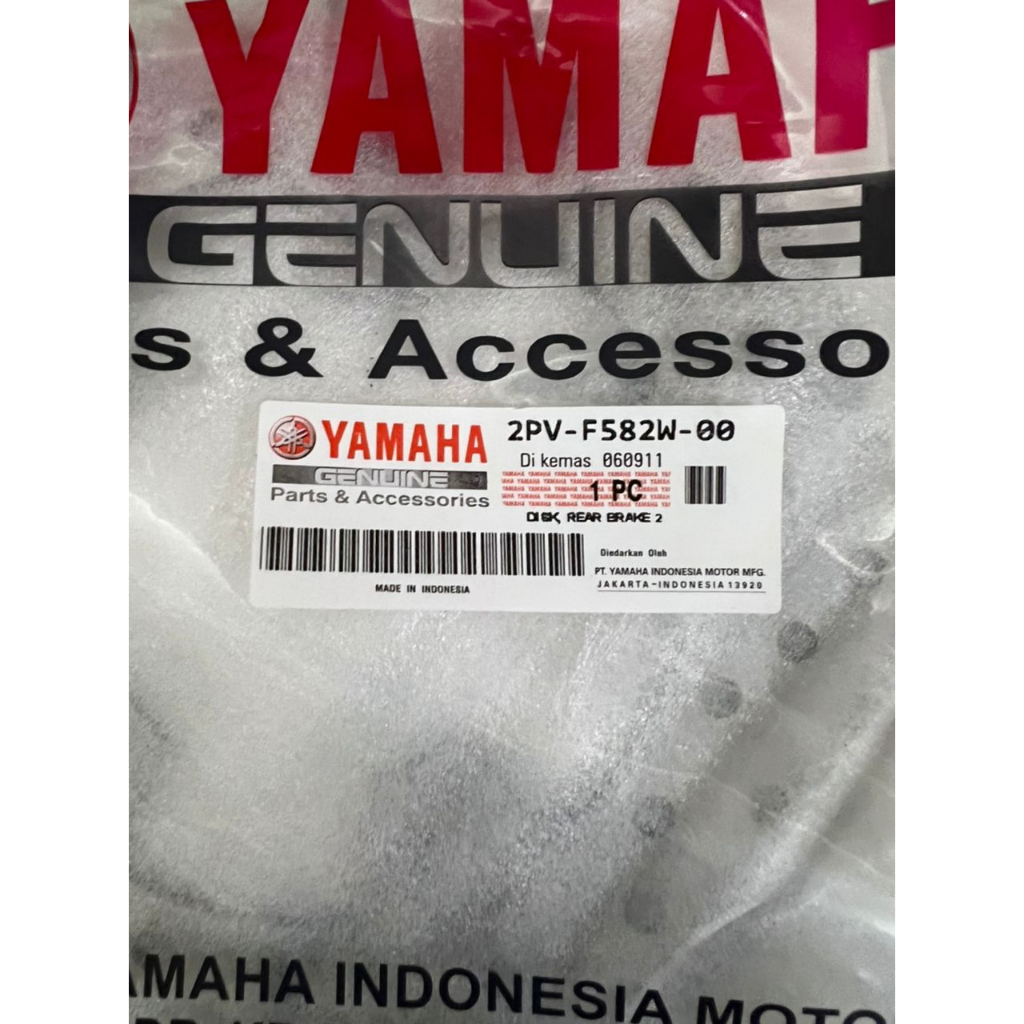 YAMAH
GENUINE
s & Accesso
YAMAHA
GENUINE
Parts & Accessories
2PV-F582W-00
Di kemas 060911
1 PC
DISK, REAR BRAKE 2
MADE IN INDONESIA
Diedarkan Oleh
PT. YAMAHA INDONESIA MOTOR MFG.
JAKARTA-INDONESIA 13920
AMAHA INDONESIA MOTO